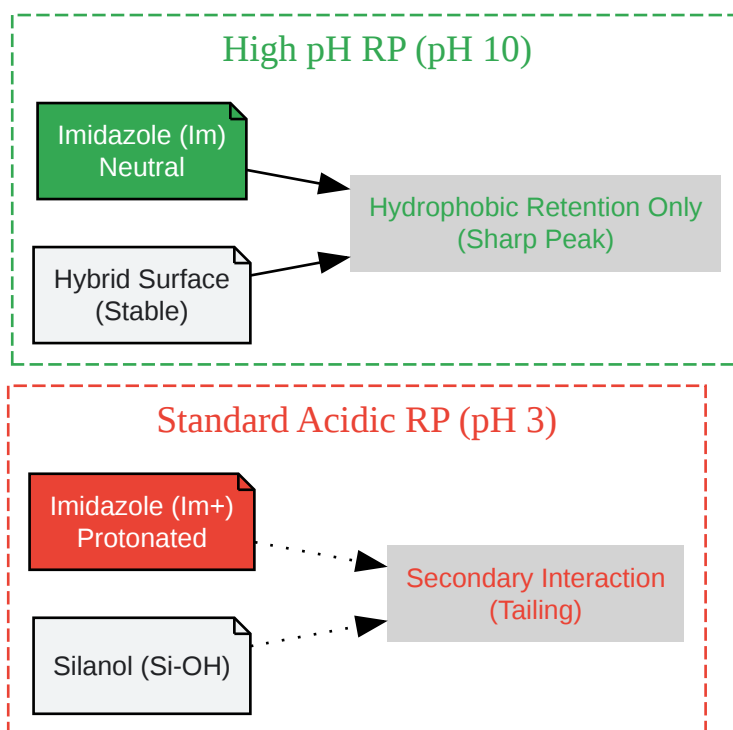 High pH RP (pH 10)
Imidazole (Im)
Neutral
Hydrophobic Retention Only
(Sharp Peak)
Hybrid Surface
(Stable)
Standard Acidic RP (pH 3)
Imidazole (Im+)
Protonated
Secondary Interaction
(Tailing)
Silanol (Si-OH)